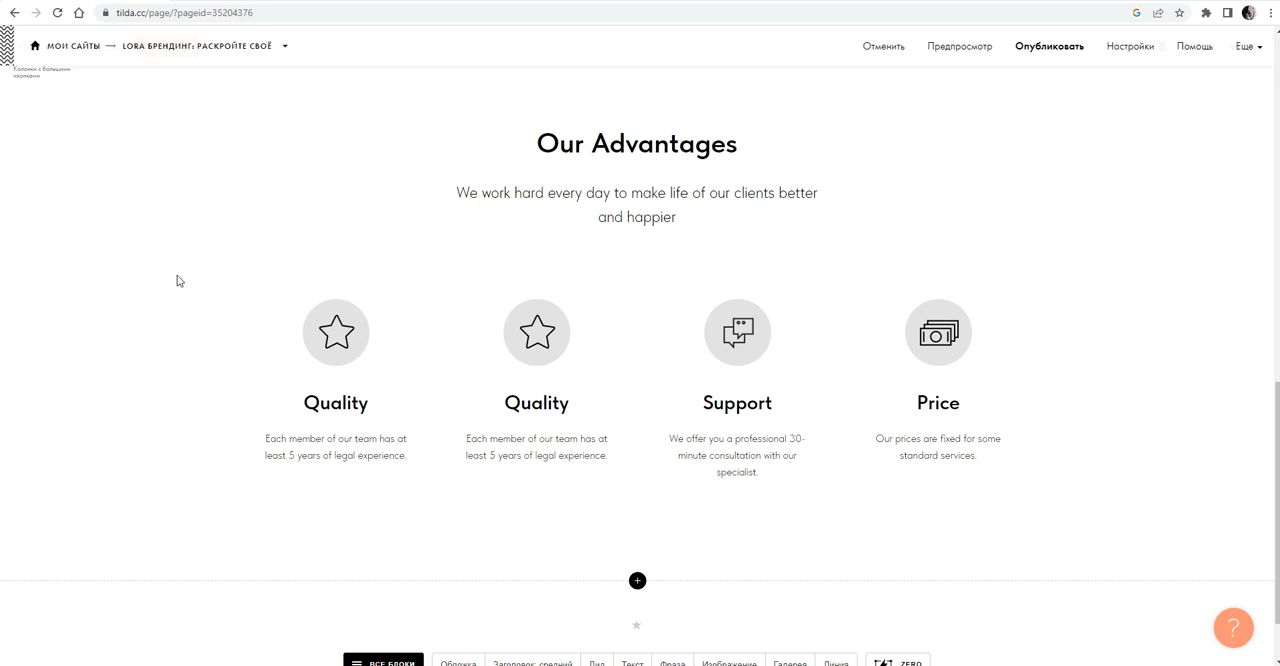 tilda.cc/page/?pageid=35204376
МОИ САЙТЫ — LORA БРЕНДИНГ: РАСКРОЙТЕ СВОЁ
Отменить Предпросмотр Опубликовать Настройки Помощь Еще
Колонки с большими
иконками
Our Advantages
We work hard every day to make life of our clients better
and happier
Quality Quality Support Price
Each member of our team has at
least 5 years of legal experience.
Each member of our team has at
least 5 years of legal experience.
We offer you a professional 30-
minute consultation with our
specialist.
Our prices are fixed for some
standard services.
+
?
ВСЕ БЛОКИ Обложка Заголовок: средний Лид Текст Фраза Изображение Галерея Линия ZERO